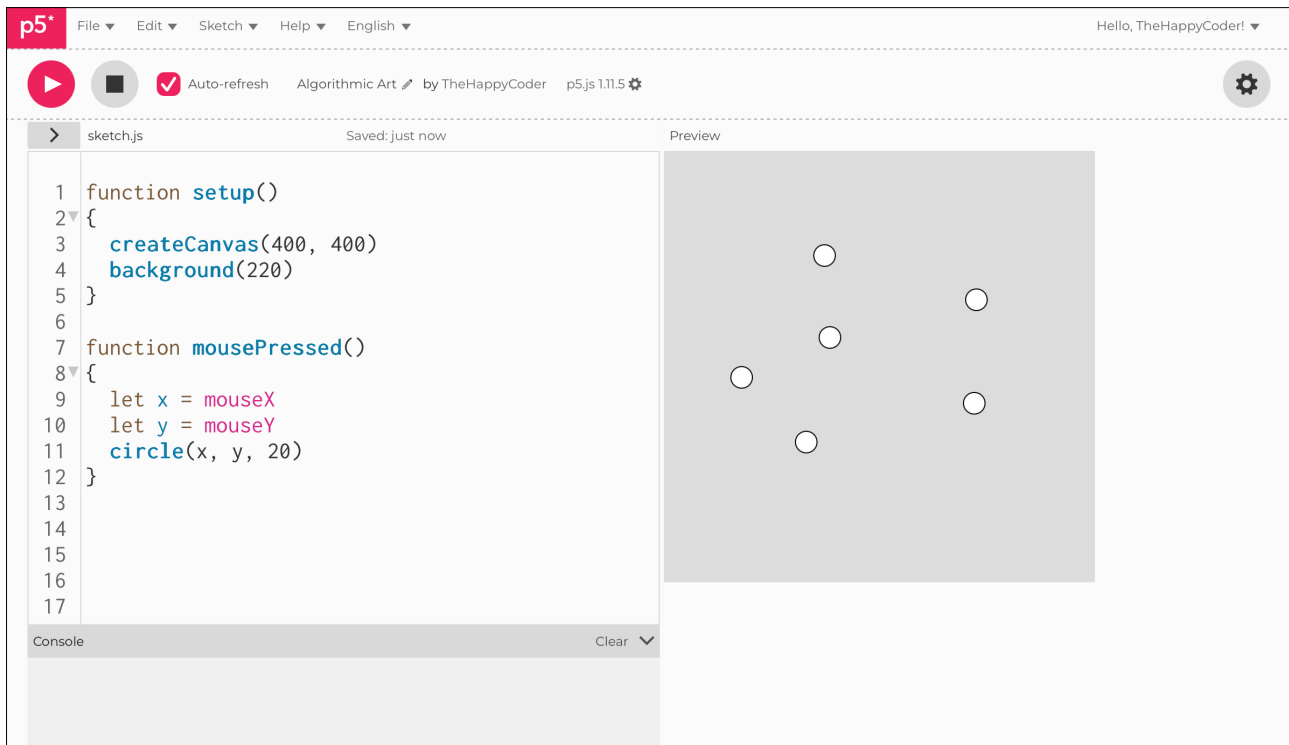 p5* File Edit Sketch Help English Hello, TheHappyCoder!
Auto-refresh Algorithmic Art by TheHappyCoder p5.js 1.11.5
sketch.js Saved: just now Preview
1 function setup()
2 {
3 createCanvas(400, 400)
4 background(220)
5 }
6
7 function mousePressed()
8 {
9 let x = mouseX
10 let y = mouseY
11 circle(x, y, 20)
12 }
13
14
15
16
17
Console Clear